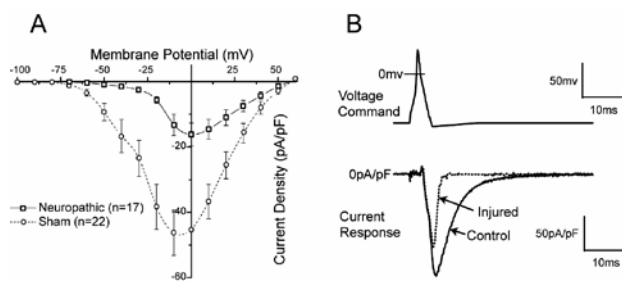 A
Membrane Potential (mV)
-100 -75 -50 -25 0 25 50
-20
-40
-60
Current Density (pA/pF)
Neuropathic (n=17)
Sham (n=22)
B
0mv
Voltage
Command
50mv
10ms
0pA/pF
Current
Response
Injured
Control
50pA/pF
10ms